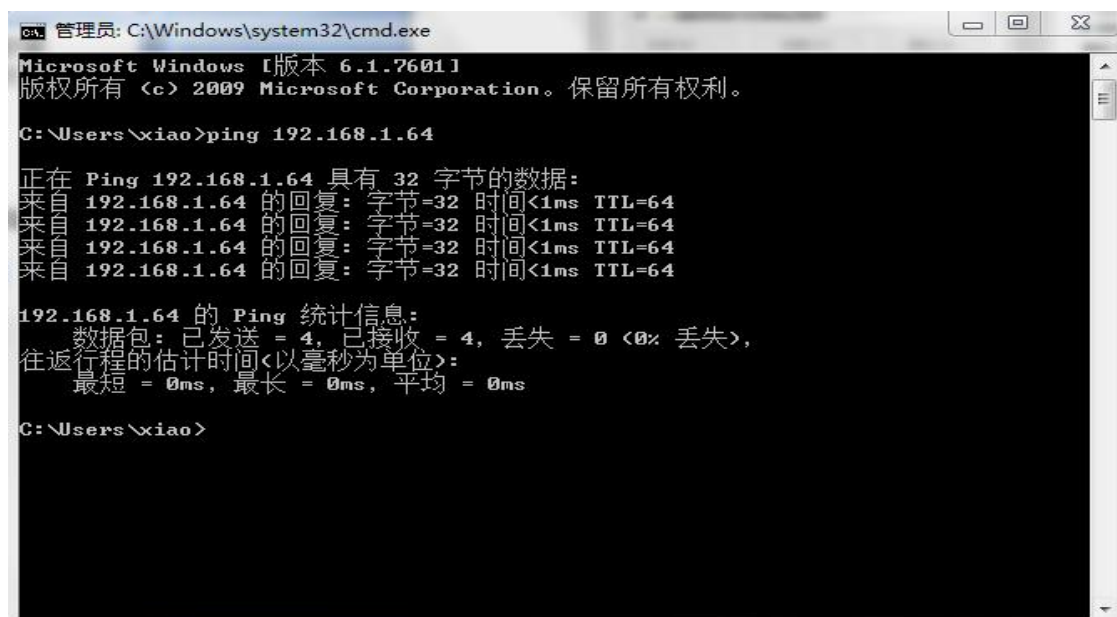 管理员: C:\Windows\system32\cmd.exe
Microsoft Windows [版本 6.1.7601]
版权所有 (c) 2009 Microsoft Corporation。保留所有权利。
C:\Users\xiao>ping 192.168.1.64
正在 Ping 192.168.1.64 具有 32 字节的数据:
来自 192.168.1.64 的回复: 字节=32 时间<1ms TTL=64
来自 192.168.1.64 的回复: 字节=32 时间<1ms TTL=64
来自 192.168.1.64 的回复: 字节=32 时间<1ms TTL=64
来自 192.168.1.64 的回复: 字节=32 时间<1ms TTL=64
192.168.1.64 的 Ping 统计信息:
数据包: 已发送 = 4, 已接收 = 4, 丢失 = 0 (0% 丢失),
往返行程的估计时间(以毫秒为单位):
最短 = 0ms, 最长 = 0ms, 平均 = 0ms
C:\Users\xiao>